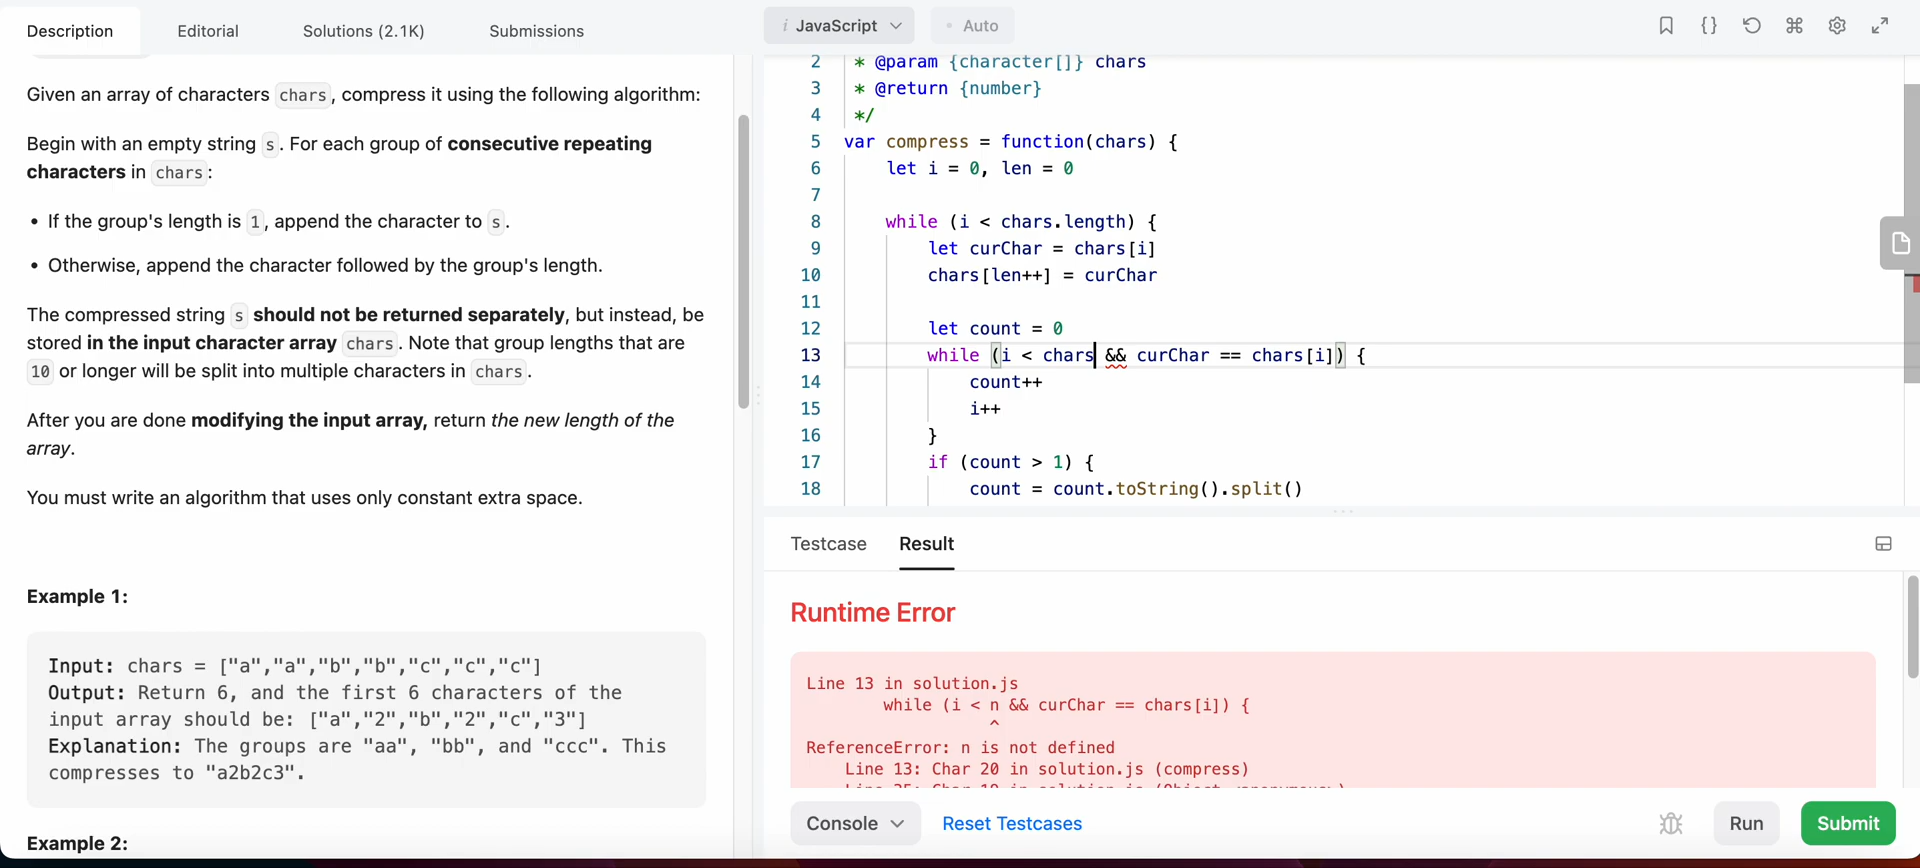 Description
Editorial
Solutions (2.1K)
Submissions
Given an array of characters chars, compress it using the following algorithm:
Begin with an empty string s. For each group of consecutive repeating
characters in chars:
• If the group's length is 1, append the character to s.
• Otherwise, append the character followed by the group's length.
The compressed string s should not be returned separately, but instead, be
stored in the input character array chars. Note that group lengths that are
10 or longer will be split into multiple characters in chars.
After you are done modifying the input array, return the new length of the
array.
You must write an algorithm that uses only constant extra space.
Example 1:
Input: chars = ["a","a","b","b","c","c","c"]
Output: Return 6, and the first 6 characters of the
input array should be: ["a","2","b","2","c","3"]
Explanation: The groups are "aa", "bb", and "ccc". This
compresses to "a2b2c3".
Example 2:
i JavaScript
• Auto
{}
⌘
2 * @param {character[]} chars
3 * @return {number}
4 */
5 var compress = function(chars) {
6 let i = 0, len = 0
7
8 while (i < chars.length) {
9 let curChar = chars[i]
10 chars[len++] = curChar
11
12 let count = 0
13 while (i < chars && curChar == chars[i]) {
14 count++
15 i++
16 }
17 if (count > 1) {
18 count = count.toString().split()
Testcase
Result
Runtime Error
Line 13 in solution.js
while (i < n && curChar == chars[i]) {
^
ReferenceError: n is not defined
Line 13: Char 20 in solution.js (compress)
Console
Reset Testcases
Run
Submit